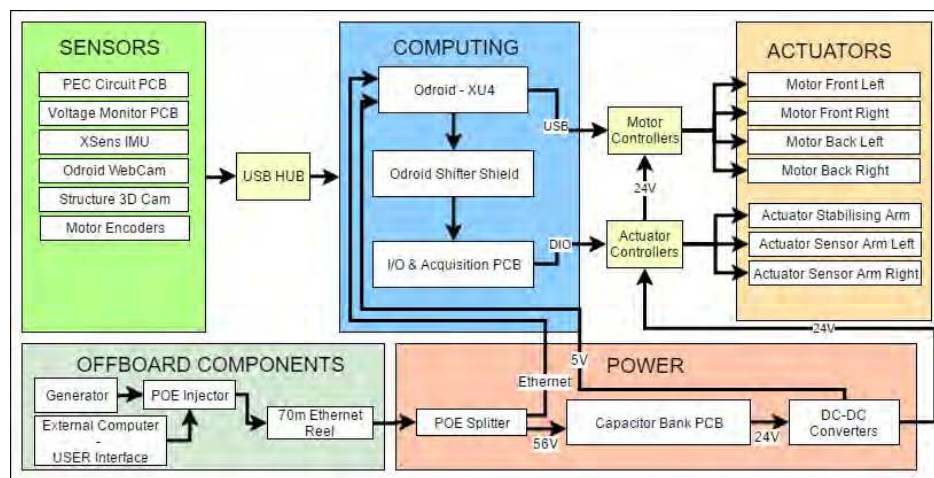 SENSORS
PEC Circuit PCB
Voltage Monitor PCB
XSens IMU
Odroid WebCam
Structure 3D Cam
Motor Encoders
USB HUB
COMPUTING
Odroid - XU4
Odroid Shifter Shield
I/O & Acquisition PCB
USB
DIO
Motor
Controllers
24V
Actuator
Controllers
ACTUATORS
Motor Front Left
Motor Front Right
Motor Back Left
Motor Back Right
Actuator Stabilising Arm
Actuator Sensor Arm Left
Actuator Sensor Arm Right
24V
OFFBOARD COMPONENTS
Generator
POE Injector
External Computer
-
USER Interface
70m Ethernet
Reel
POWER
5V
Ethernet
POE Splitter
56V
Capacitor Bank PCB
24V
DC-DC
Converters